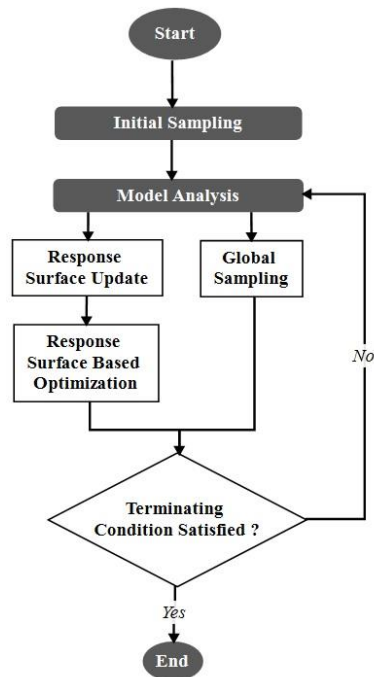 Start
Initial Sampling
Model Analysis
Response
Surface Update
Global
Sampling
Response
Surface Based
Optimization
No
Terminating
Condition Satisfied ?
Yes
End